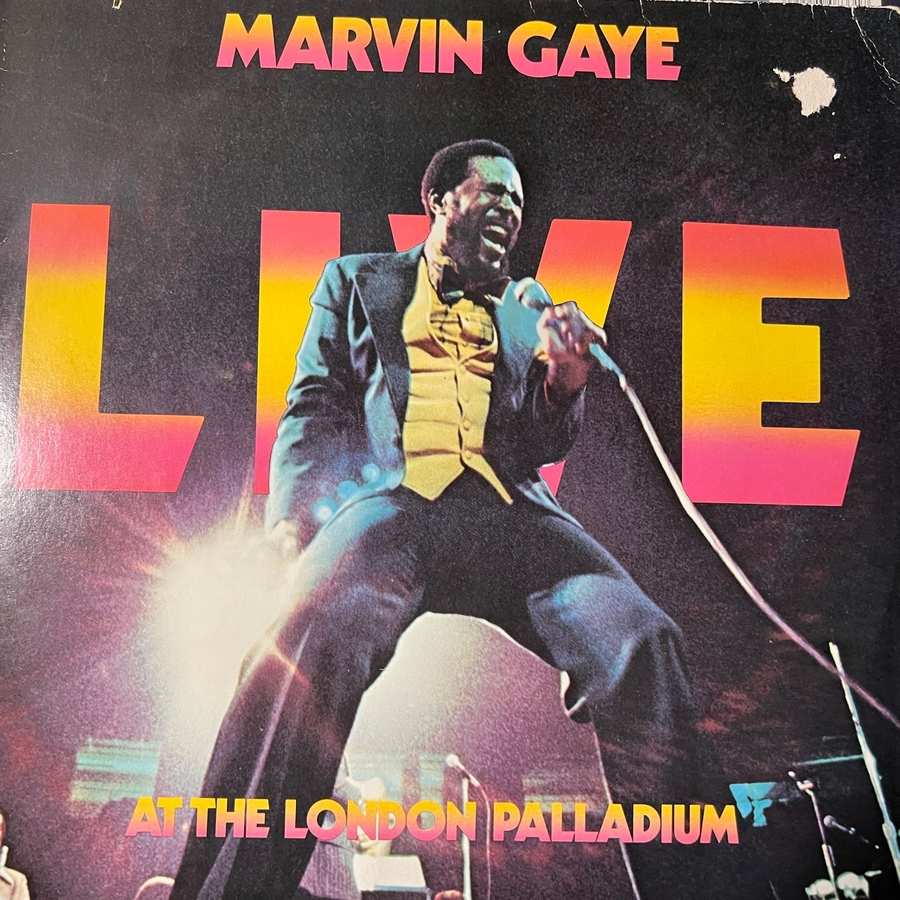 MARVIN GAYE
LIVE
AT THE LONDON PALLADIUM